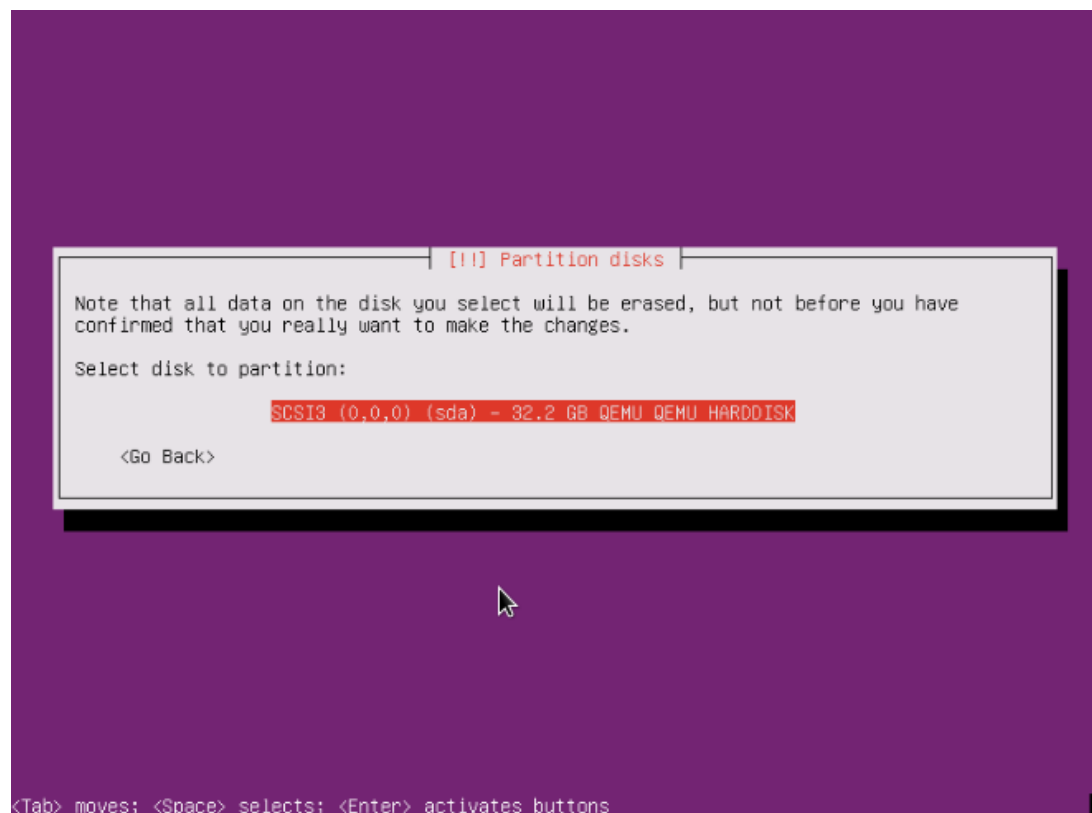 [!!] Partition disks
Note that all data on the disk you select will be erased, but not before you have
confirmed that you really want to make the changes.
Select disk to partition:
SCSI3 (0,0,0) (sda) - 32.2 GB QEMU QEMU HARDDISK
<Go Back>
<Tab> moves; <Space> selects; <Enter> activates buttons